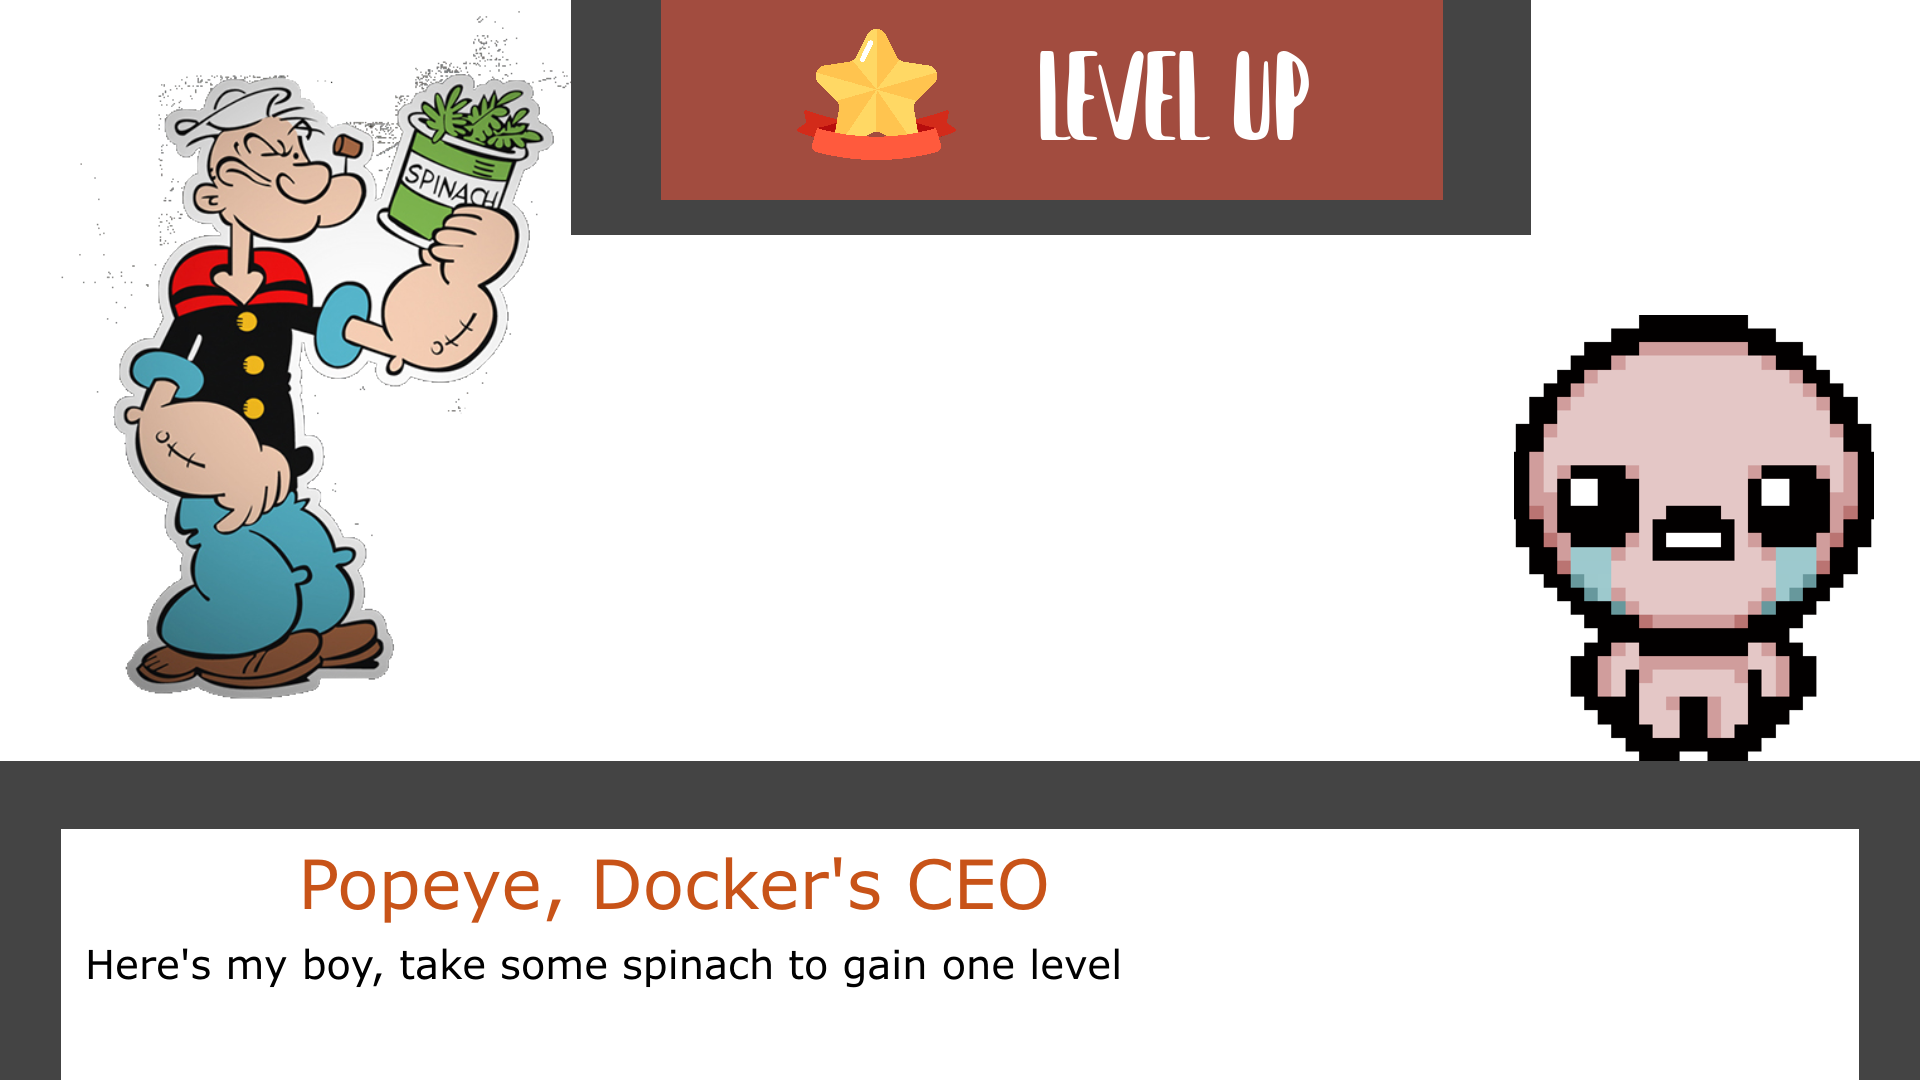 LEVEL UP
SPINACH
Popeye, Docker's CEO
Here's my boy, take some spinach to gain one level